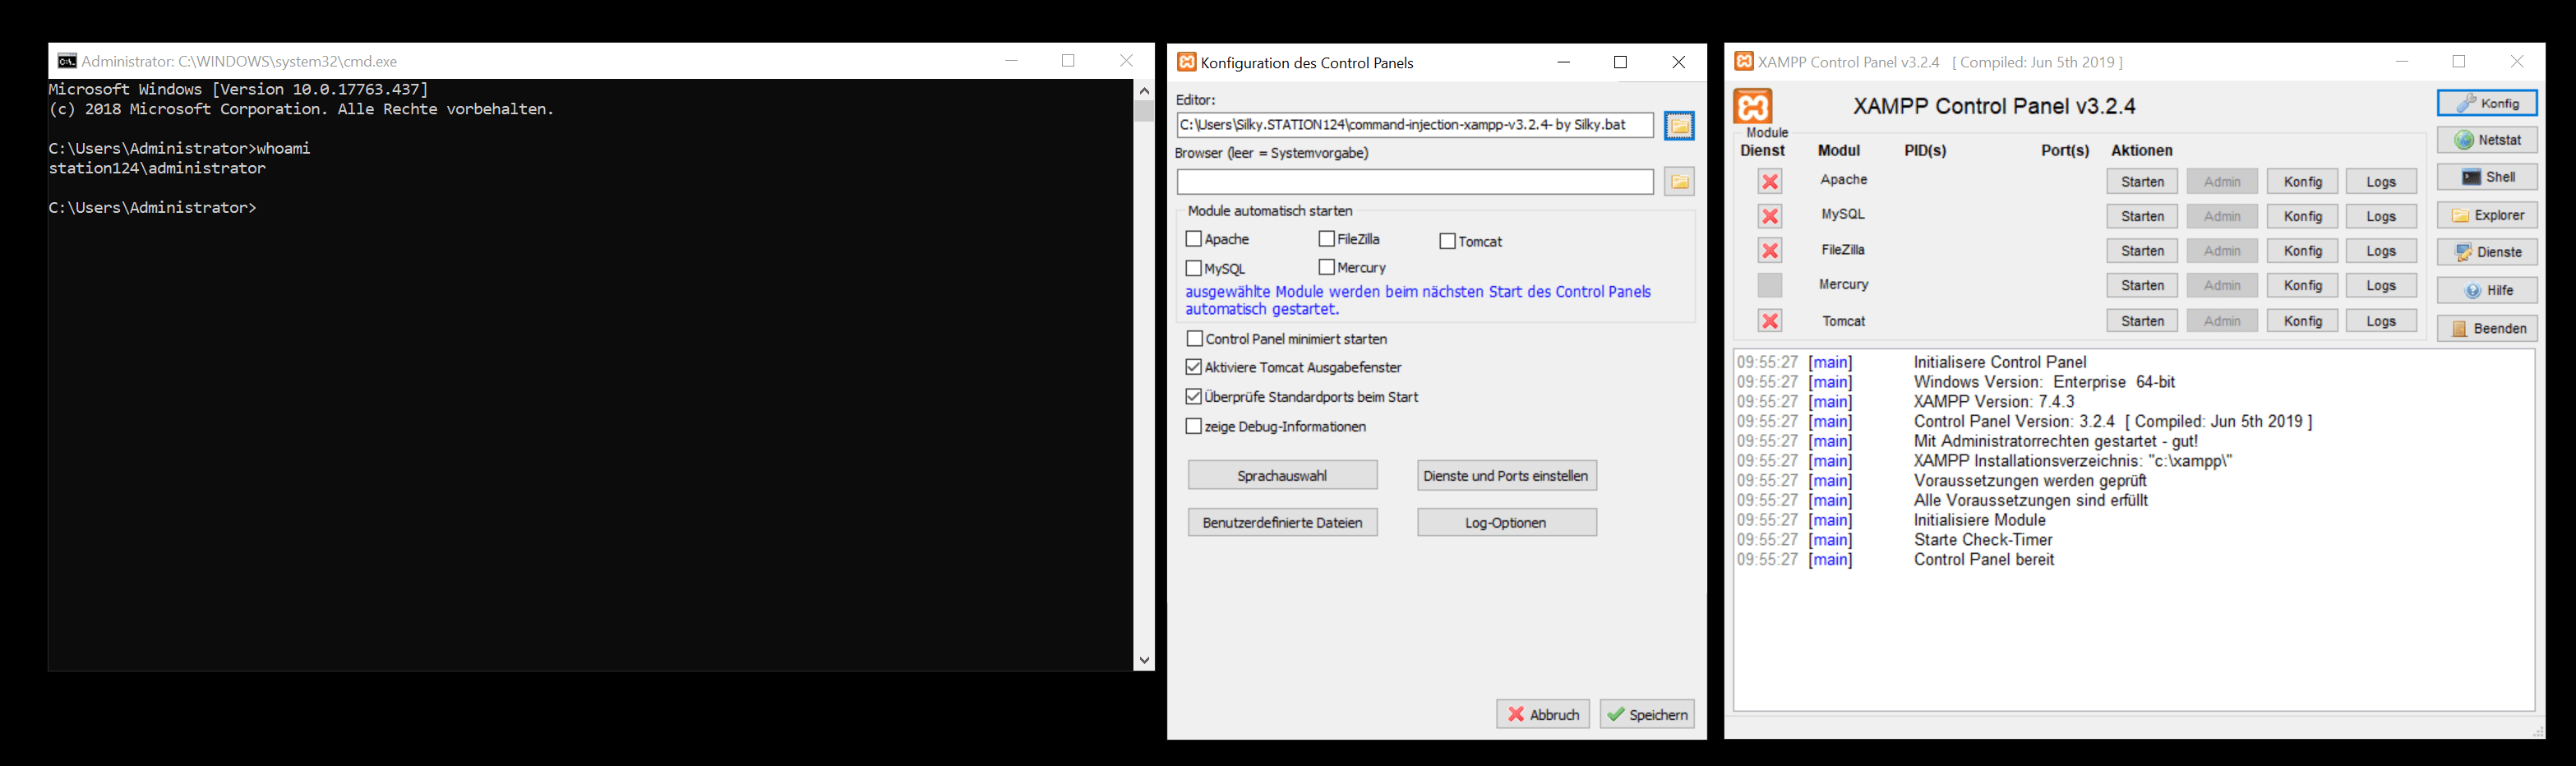 Administrator: C:\WINDOWS\system32\cmd.exe
Microsoft Windows [Version 10.0.17763.437]
(c) 2018 Microsoft Corporation. Alle Rechte vorbehalten.
C:\Users\Administrator>whoami
station124\administrator
C:\Users\Administrator>
Konfiguration des Control Panels
Editor:
C:\Users\Silky.STATION124\command-injection-xampp-v3.2.4- by Silky.bat
Browser (leer = Systemvorgabe)
Module automatisch starten
Apache FileZilla Tomcat
MySQL Mercury
ausgewählte Module werden beim nächsten Start des Control Panels
automatisch gestartet.
Control Panel minimiert starten
Aktiviere Tomcat Ausgabefenster
Überprüfe Standardports beim Start
zeige Debug-Informationen
Sprachauswahl Dienste und Ports einstellen
Benutzerdefinierte Dateien Log-Optionen
Abbruch Speichern
XAMPP Control Panel v3.2.4 [ Compiled: Jun 5th 2019 ]
XAMPP Control Panel v3.2.4
Konfig
Module
Dienst Modul PID(s) Port(s) Aktionen
Netstat
Apache Starten Admin Konfig Logs
Shell
MySQL Starten Admin Konfig Logs
Explorer
FileZilla Starten Admin Konfig Logs
Dienste
Mercury Starten Admin Konfig Logs
Hilfe
Tomcat Starten Admin Konfig Logs
Beenden
09:55:27 [main] Initialisere Control Panel
09:55:27 [main] Windows Version: Enterprise 64-bit
09:55:27 [main] XAMPP Version: 7.4.3
09:55:27 [main] Control Panel Version: 3.2.4 [ Compiled: Jun 5th 2019 ]
09:55:27 [main] Mit Administratorrechten gestartet - gut!
09:55:27 [main] XAMPP Installationsverzeichnis: "c:\xampp\"
09:55:27 [main] Voraussetzungen werden geprüft
09:55:27 [main] Alle Voraussetzungen sind erfüllt
09:55:27 [main] Initialisiere Module
09:55:27 [main] Starte Check-Timer
09:55:27 [main] Control Panel bereit